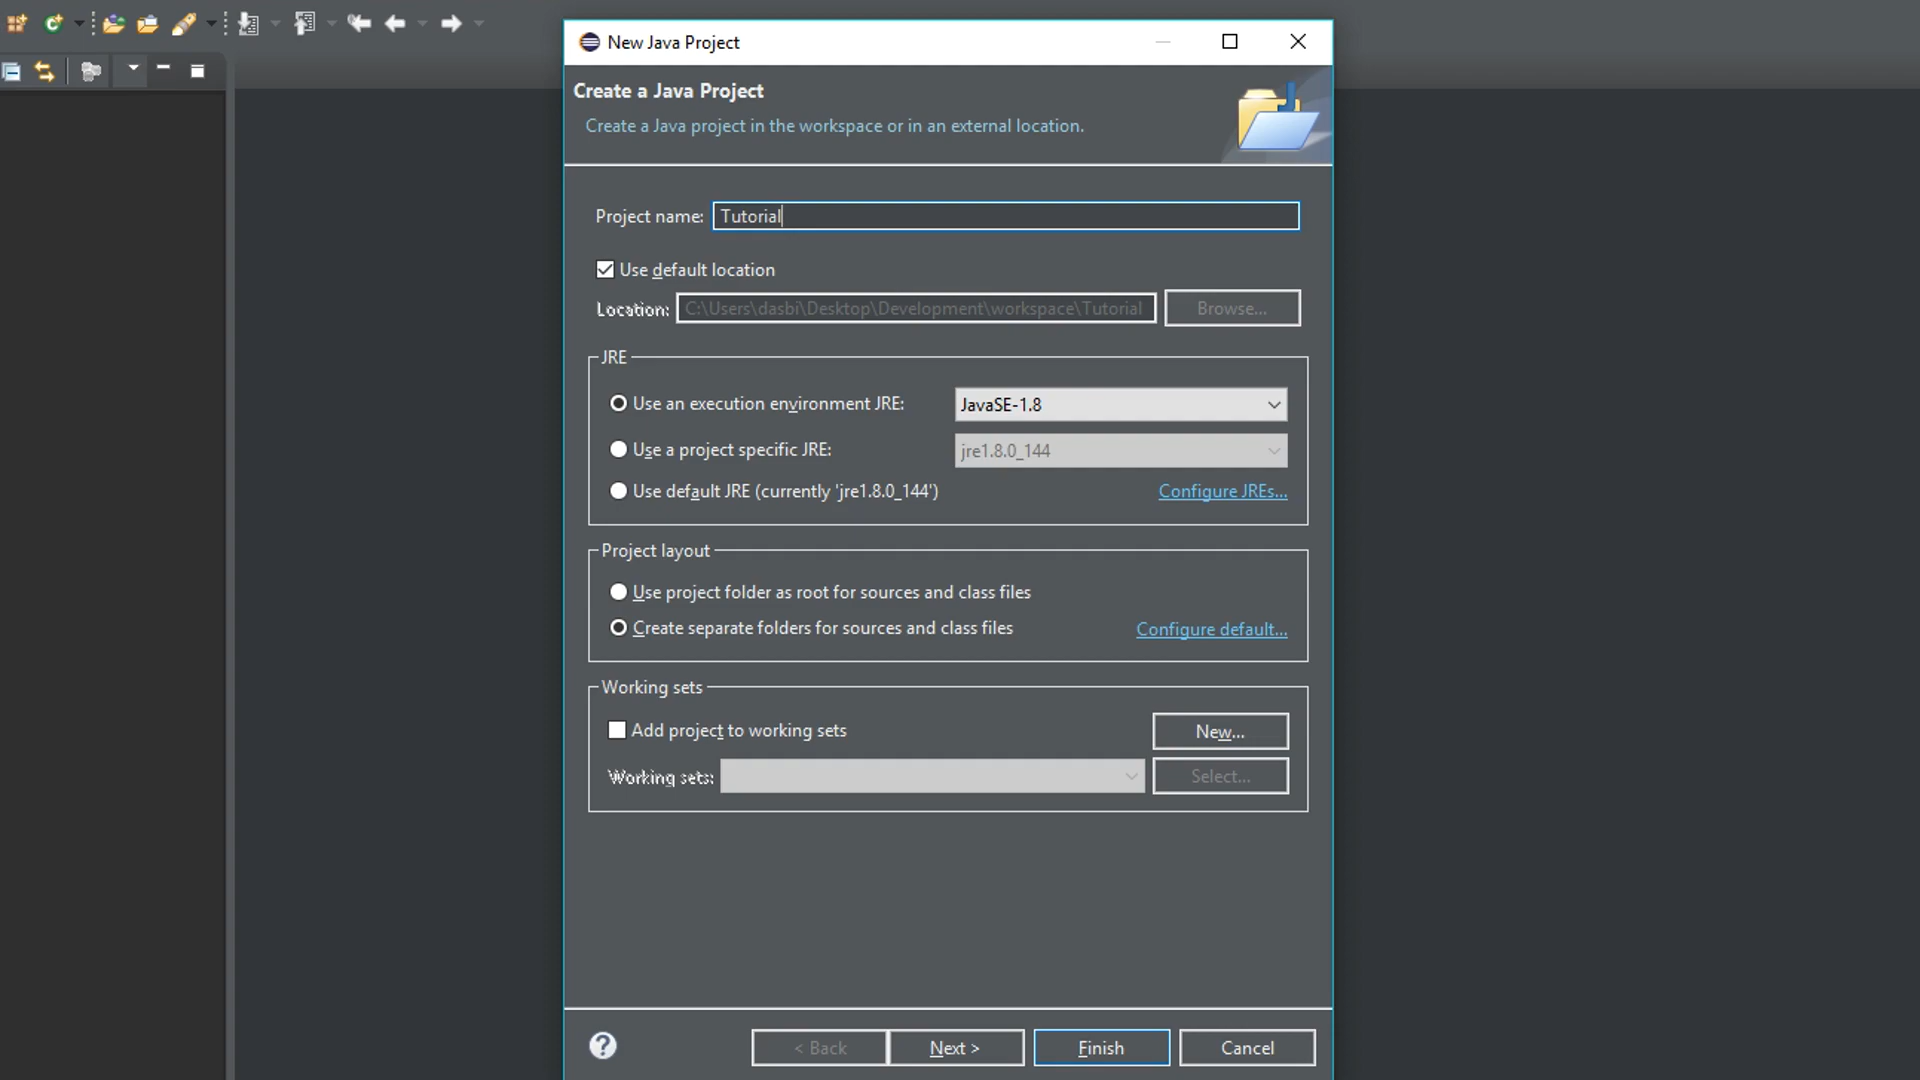 New Java Project
Create a Java Project
Create a Java project in the workspace or in an external location.
Project name: Tutorial
Use default location
Location: C:\Users\dasbi\Desktop\Development\workspace\Tutorial Browse...
JRE
Use an execution environment JRE: JavaSE-1.8
Use a project specific JRE: jre1.8.0_144
Use default JRE (currently 'jre1.8.0_144') Configure JREs...
Project layout
Use project folder as root for sources and class files
Create separate folders for sources and class files Configure default...
Working sets
Add project to working sets New...
Working sets: Select...
< Back Next > Finish Cancel